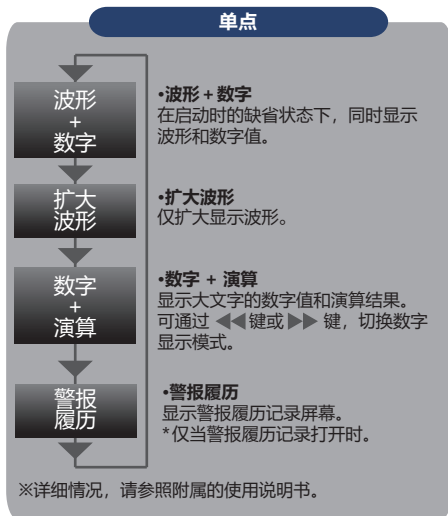 单点
波形
+
数字
•波形 + 数字
在启动时的缺省状态下，同时显示
波形和数字值。
扩大
波形
•扩大波形
仅扩大显示波形。
数字
+
演算
•数字 + 演算
显示大文字的数字值和演算结果。
可通过 ◀◀ 键或 ▶▶ 键，切换数字
显示模式。
警报
履历
•警报履历
显示警报履历记录屏幕。
*仅当警报履历记录打开时。
※详细情况，请参照附属的使用说明书。